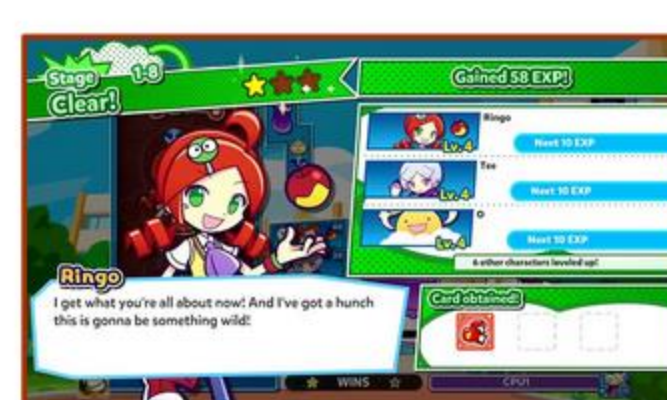 Stage 1-8
Clear!
Gained 58 EXP!
Ringo
Lv. 4
Next 10 EXP
Tee
Lv. 4
Next 10 EXP
O
Lv. 4
Next 10 EXP
6 other characters leveled up!
Ringo
I get what you're all about now! And I've got a hunch
this is gonna be something wild!
Card obtained!
WINS
CPU1